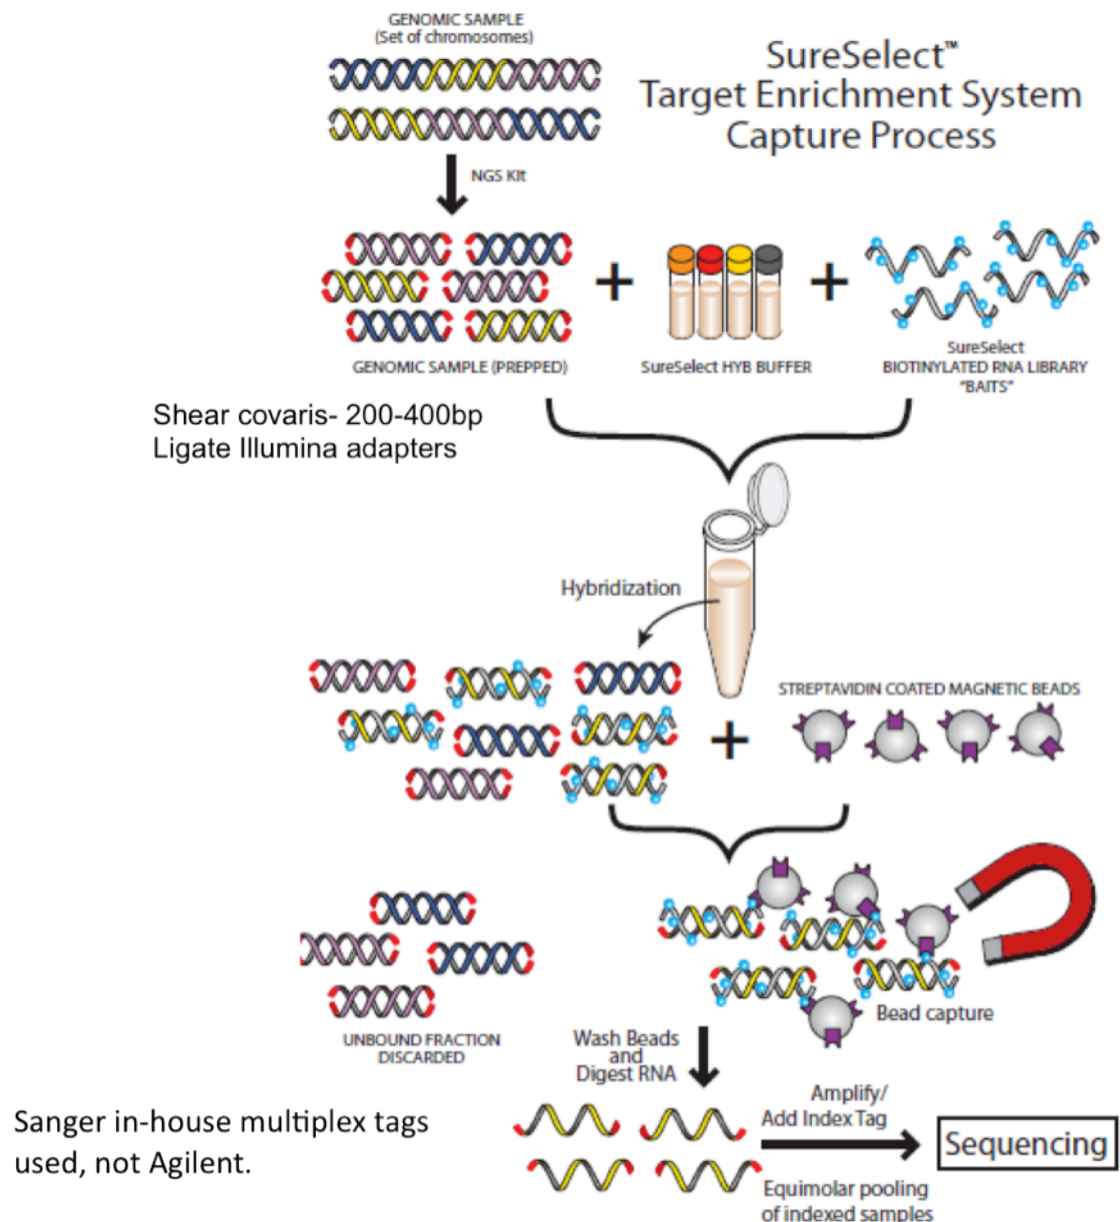 GENOMIC SAMPLE
(Set of chromosomes)
SureSelect™
Target Enrichment System
Capture Process
NGS Kit
GENOMIC SAMPLE (PREPPED)
SureSelect HYB BUFFER
SureSelect
BIOTINYLATED RNA LIBRARY
"BAITS"
Shear covaris- 200-400bp
Ligate Illumina adapters
Hybridization
STREPTAVIDIN COATED MAGNETIC BEADS
Bead capture
UNBOUND FRACTION
DISCARDED
Wash Beads
and
Digest RNA
Amplify/
Add Index Tag
Sequencing
Equimolar pooling
of indexed samples
Sanger in-house multiplex tags
used, not Agilent.